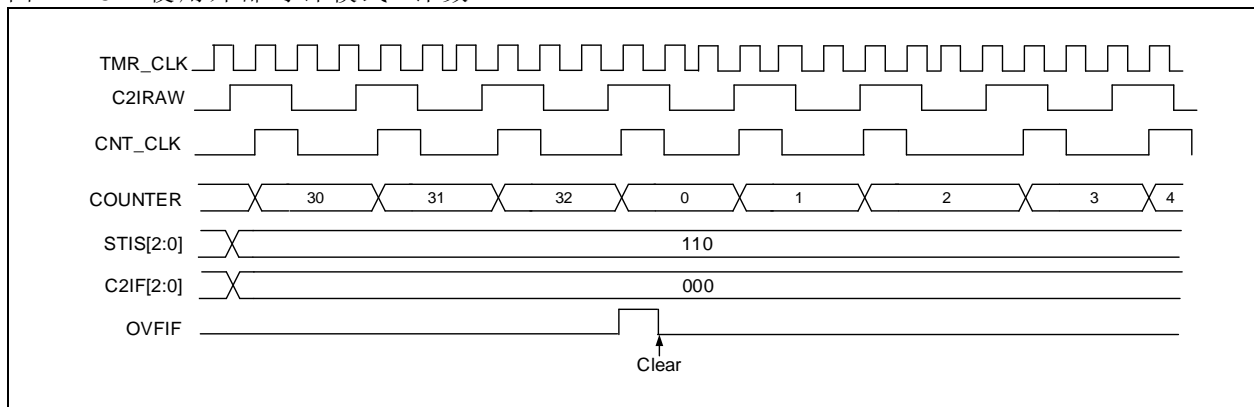 TMR_CLK
C2IRAW
CNT_CLK
COUNTER 30 31 32 0 1 2 3 4
STIS[2:0] 110
C2IF[2:0] 000
OVFIF
Clear